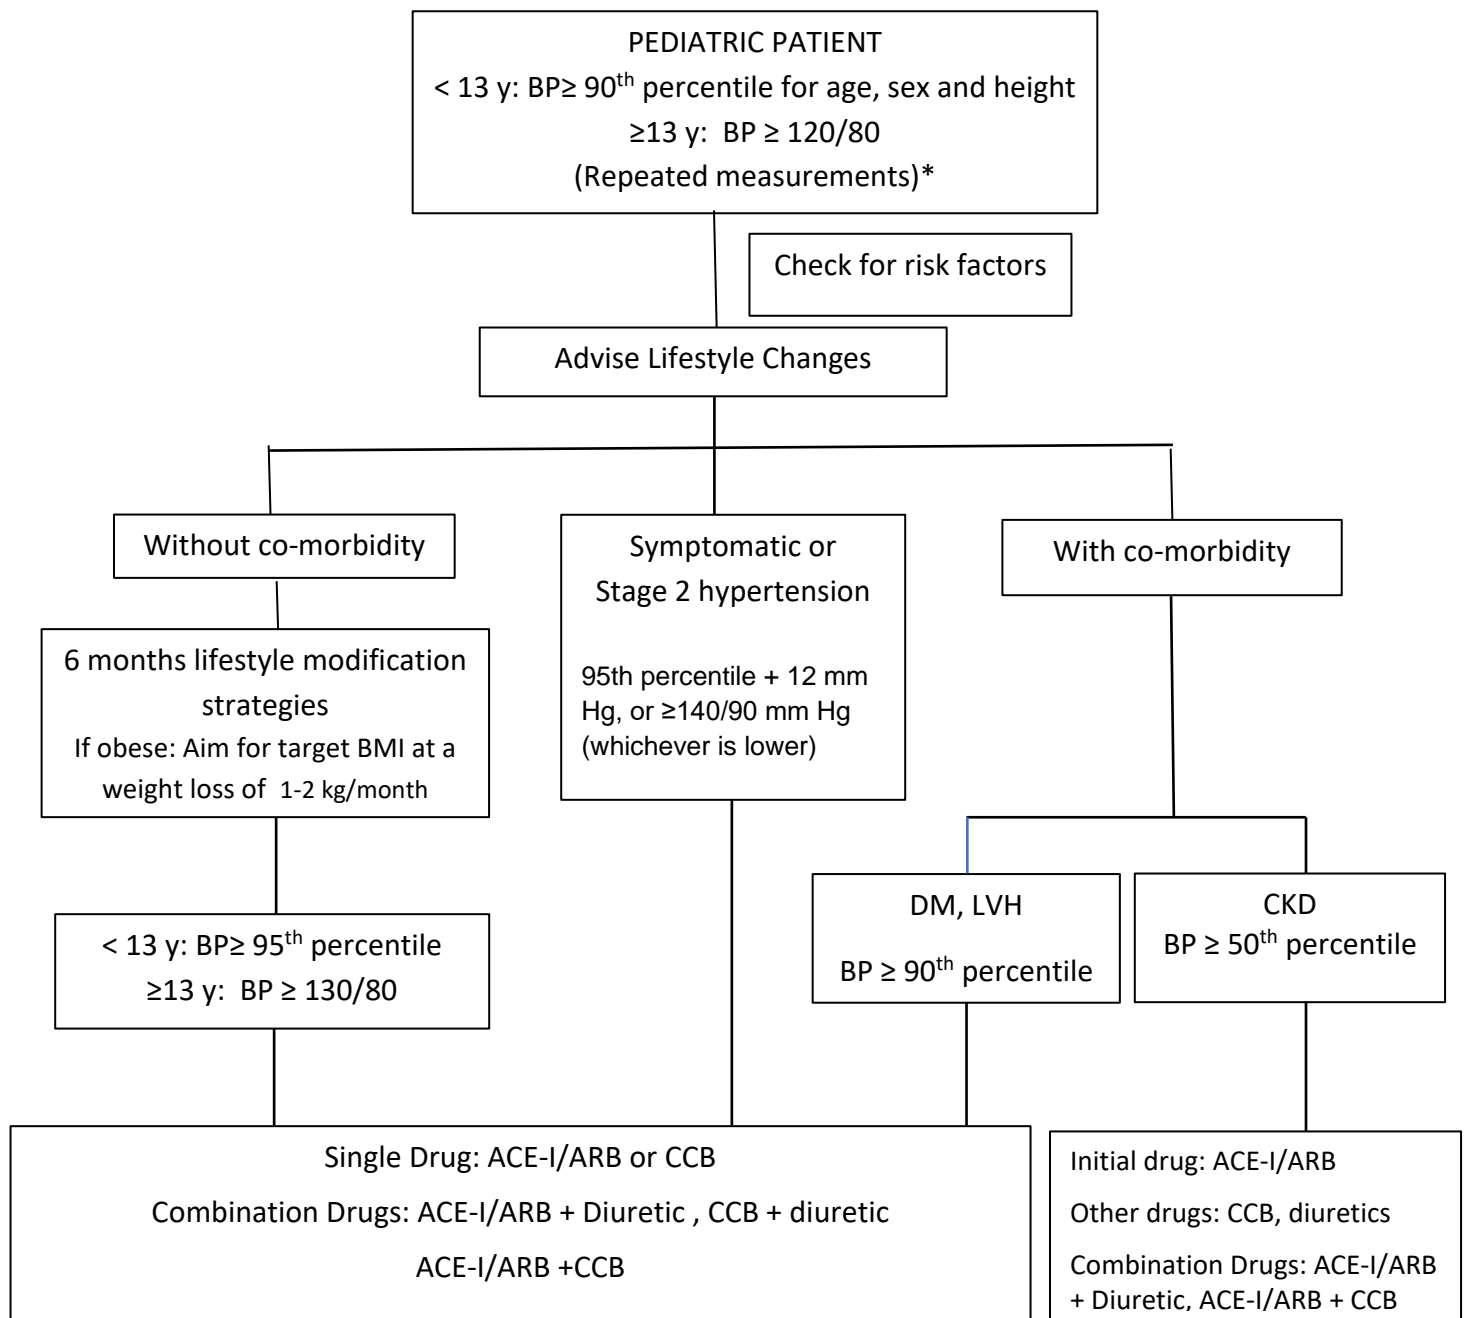 PEDIATRIC PATIENT
< 13 y: BP≥ 90th percentile for age, sex and height
≥13 y:  BP ≥ 120/80
(Repeated measurements)*
Check for risk factors
Advise Lifestyle Changes
Without co-morbidity
6 months lifestyle modification
strategies
If obese: Aim for target BMI at a
weight loss of  1-2 kg/month
< 13 y: BP≥ 95th percentile
≥13 y:  BP ≥ 130/80
Symptomatic or
Stage 2 hypertension
95th percentile + 12 mm
Hg, or ≥140/90 mm Hg
(whichever is lower)
With co-morbidity
DM, LVH
BP ≥ 90th percentile
CKD
BP ≥ 50th percentile
Single Drug: ACE-I/ARB or CCB
Combination Drugs: ACE-I/ARB + Diuretic , CCB + diuretic
ACE-I/ARB +CCB
Initial drug: ACE-I/ARB
Other drugs: CCB, diuretics
Combination Drugs: ACE-I/ARB
+ Diuretic, ACE-I/ARB + CCB